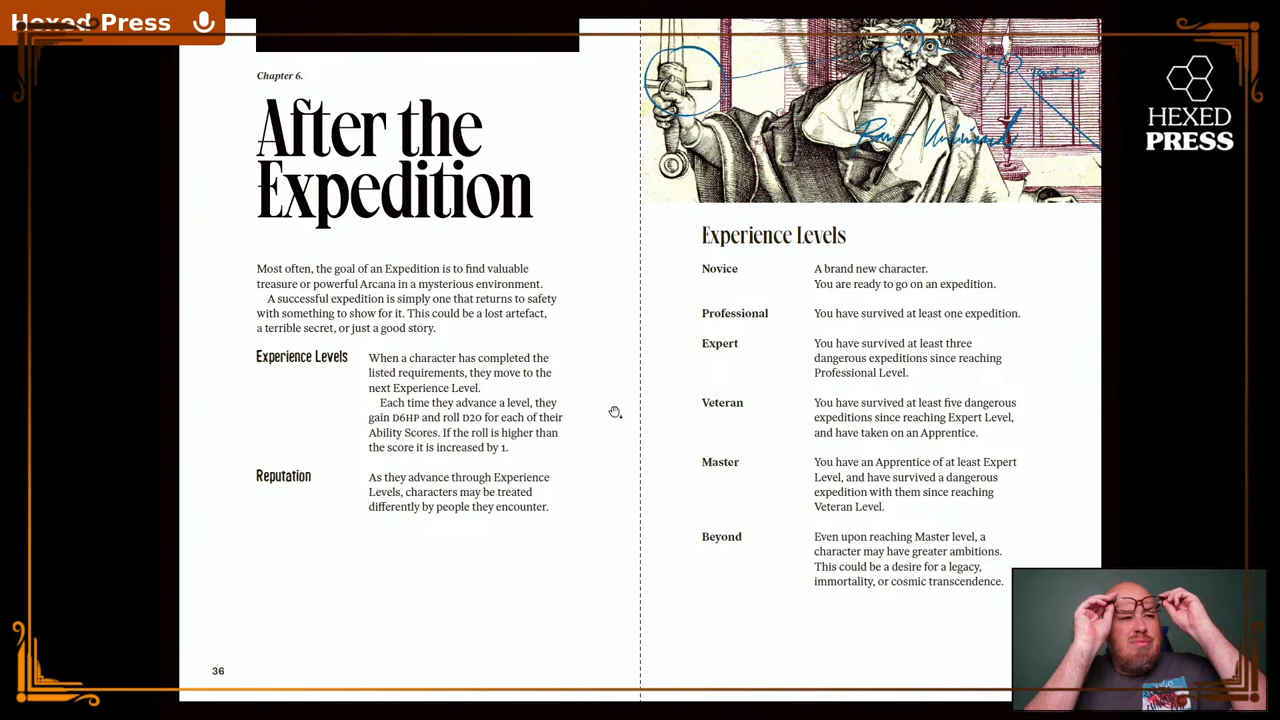 Hexed Press
Chapter 6.
After the
Expedition
Most often, the goal of an Expedition is to find valuable
treasure or powerful Arcana in a mysterious environment.
A successful expedition is simply one that returns to safety
with something to show for it. This could be a lost artefact,
a terrible secret, or just a good story.
Experience Levels
When a character has completed the
listed requirements, they move to the
next Experience Level.
Each time they advance a level, they
gain D6HP and roll D20 for each of their
Ability Scores. If the roll is higher than
the score it is increased by 1.
Reputation
As they advance through Experience
Levels, characters may be treated
differently by people they encounter.
36
Experience Levels
Novice
A brand new character.
You are ready to go on an expedition.
Professional
You have survived at least one expedition.
Expert
You have survived at least three
dangerous expeditions since reaching
Professional Level.
Veteran
You have survived at least five dangerous
expeditions since reaching Expert Level,
and have taken on an Apprentice.
Master
You have an Apprentice of at least Expert
Level, and have survived a dangerous
expedition with them since reaching
Veteran Level.
Beyond
Even upon reaching Master level, a
character may have greater ambitions.
This could be a desire for a legacy,
immortality, or cosmic transcendence.
HEXED
PRESS